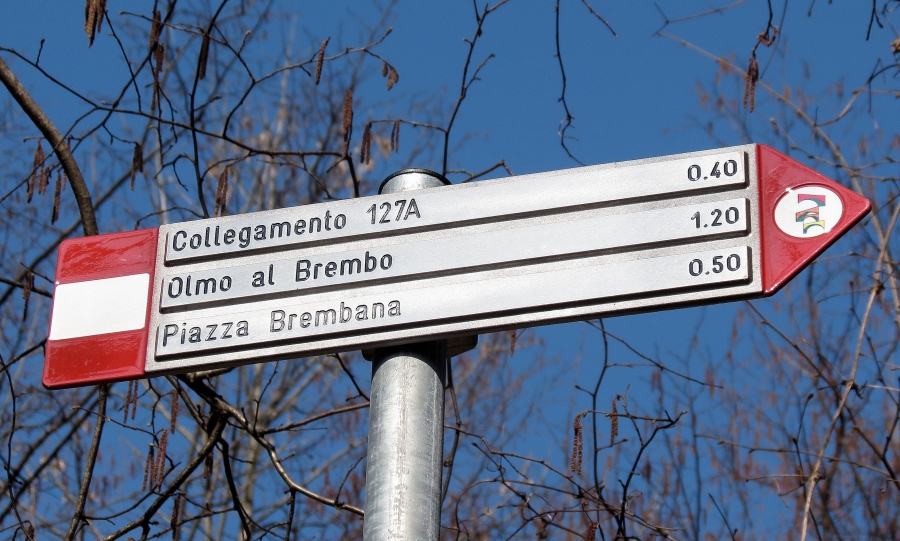 Collegamento 127A 0.40
Olmo al Brembo 1.20
Piazza Brembana 0.50